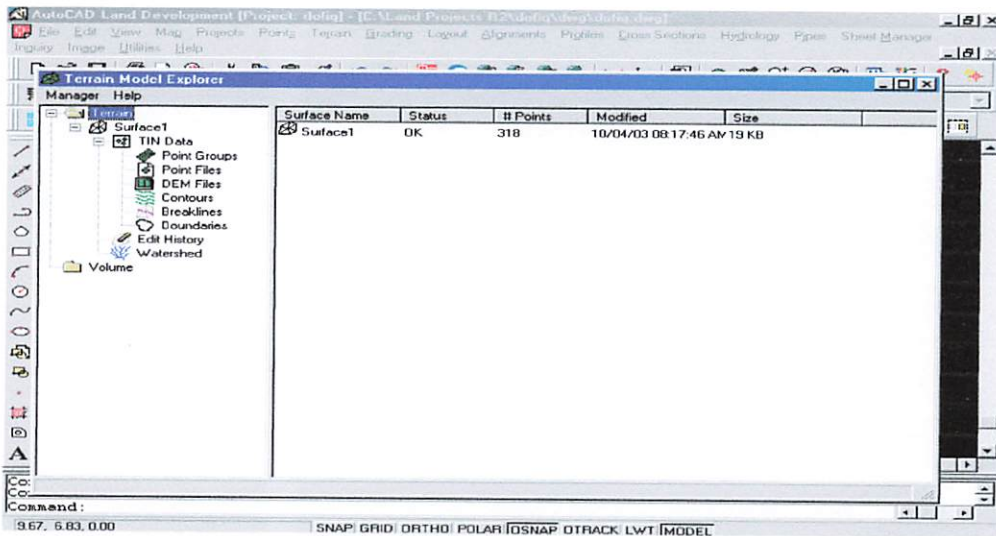 AutoCAD Land Development [Project: dofiq] - [C:\Land Projects R2\dofiq\dwg\dofiq.dwg]
File Edit View Map Projects Points Terrain Grading Layout Alignments Profiles Cross Sections Hydrology Pipes Sheet Manager
Inquiry Image Utilities Help
Terrain Model Explorer
Manager Help
Terrain
Surface1
TIN Data
Point Groups
Point Files
DEM Files
Contours
Breaklines
Boundaries
Edit History
Watershed
Volume
Surface Name Status # Points Modified Size
Surface1 OK 318 10/04/03 08:17:46 AM 19 KB
Co:
Co:
Command:
9.67, 6.83, 0.00 SNAP GRID ORTHO POLAR OSNAP OTRACK LWT MODEL